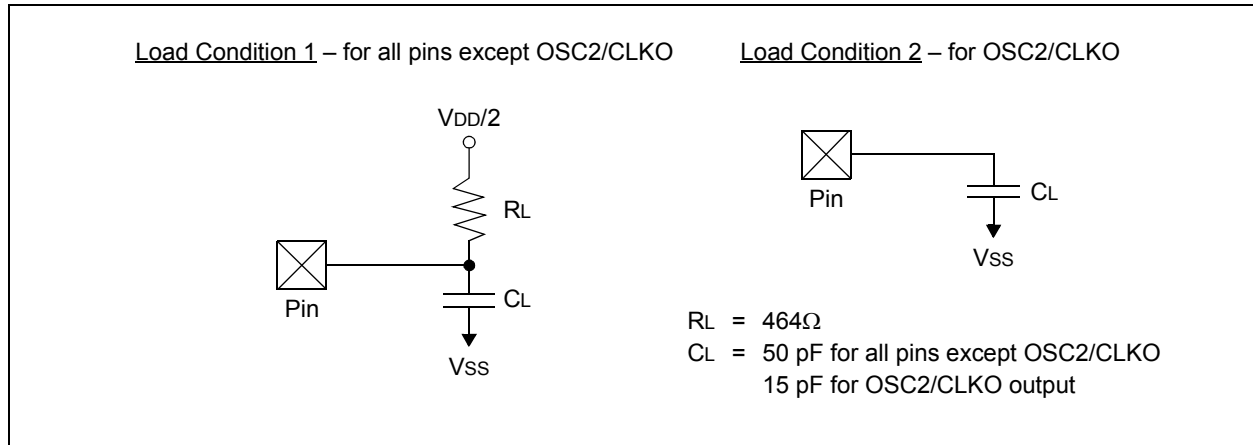 Load Condition 1 – for all pins except OSC2/CLKO
VDD/2
RL
Pin
CL
VSS
Load Condition 2 – for OSC2/CLKO
Pin
CL
VSS
RL = 464Ω
CL = 50 pF for all pins except OSC2/CLKO
15 pF for OSC2/CLKO output